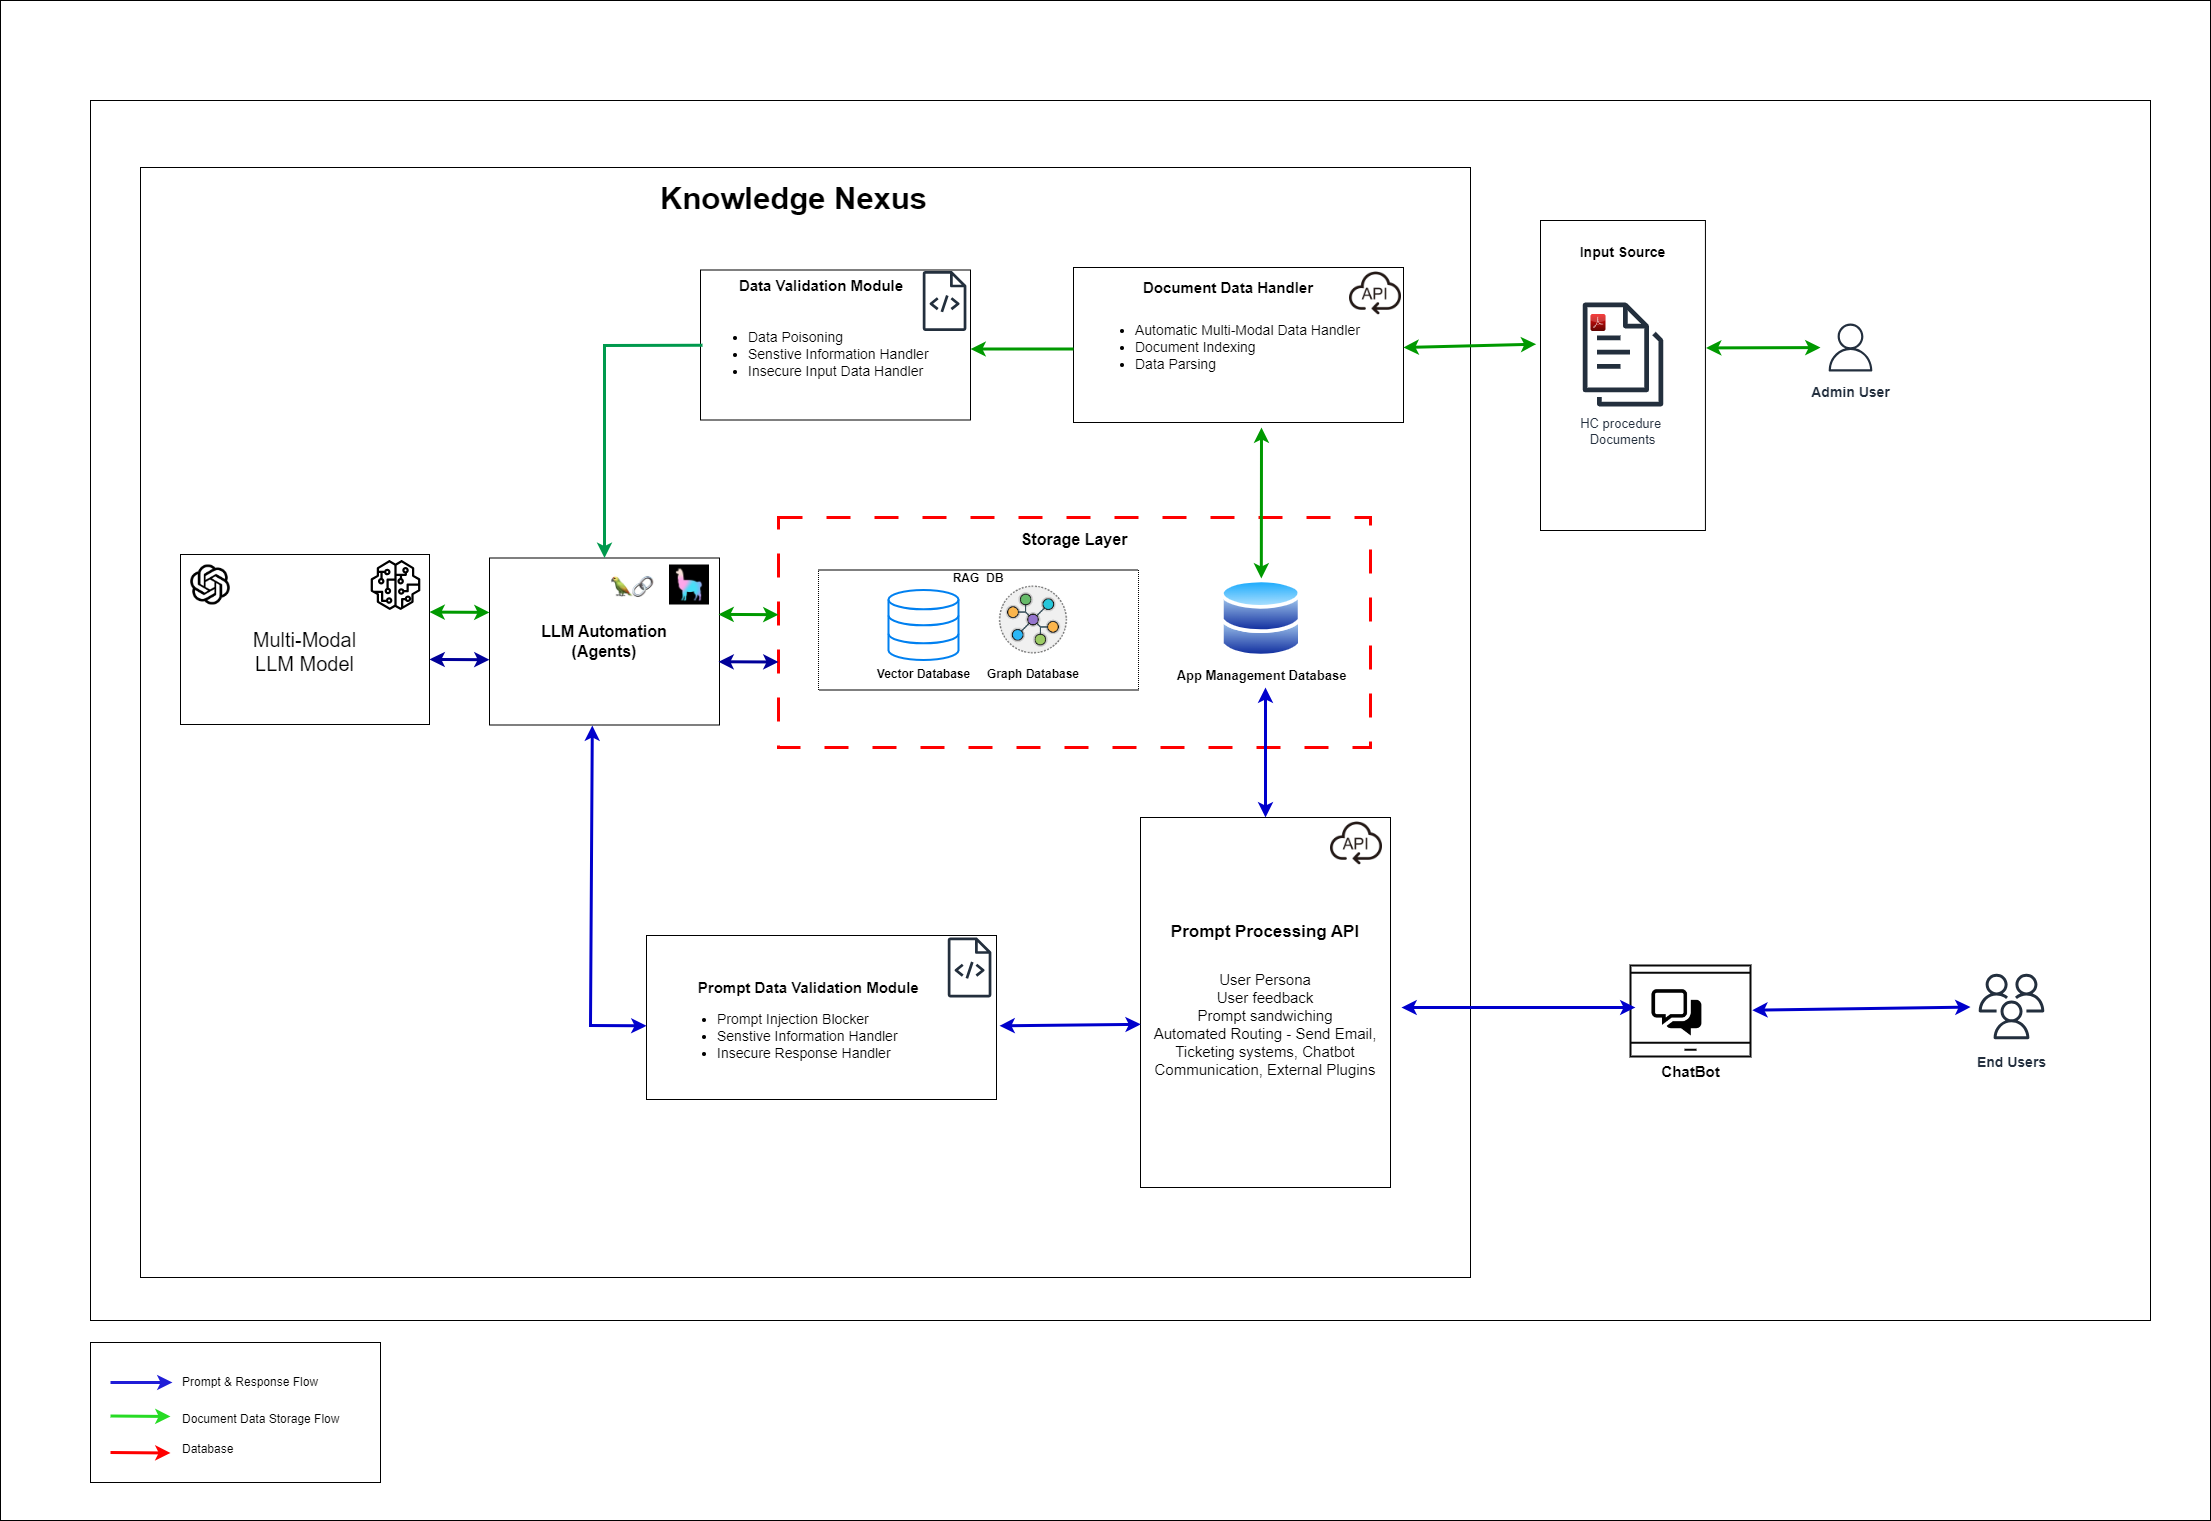 Knowledge Nexus
Data Validation Module
Data Poisoning
Senstive Information Handler
Insecure Input Data Handler
Document Data Handler
API
Automatic Multi-Modal Data Handler
Document Indexing
Data Parsing
Input Source
HC procedure
Documents
Admin User
Storage Layer
RAG DB
Vector Database
Graph Database
App Management Database
Multi-Modal
LLM Model
LLM Automation
(Agents)
Prompt Data Validation Module
Prompt Injection Blocker
Senstive Information Handler
Insecure Response Handler
API
Prompt Processing API
User Persona
User feedback
Prompt sandwiching
Automated Routing - Send Email,
Ticketing systems, Chatbot
Communication, External Plugins
ChatBot
End Users
Prompt & Response Flow
Document Data Storage Flow
Database